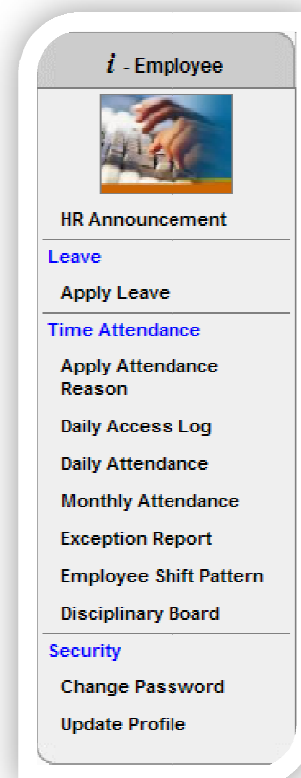 i - Employee
HR Announcement
Leave
Apply Leave
Time Attendance
Apply Attendance
Reason
Daily Access Log
Daily Attendance
Monthly Attendance
Exception Report
Employee Shift Pattern
Disciplinary Board
Security
Change Password
Update Profile